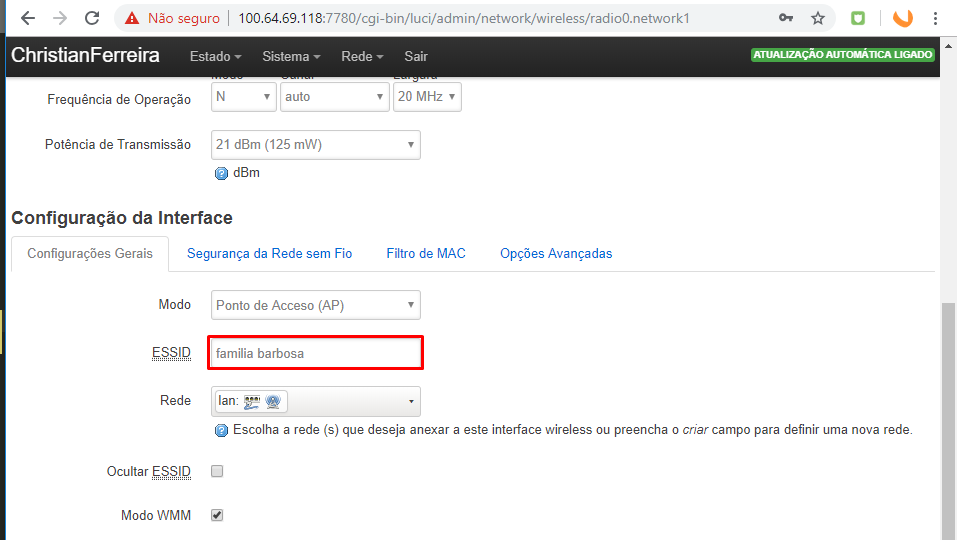 Não seguro 100.64.69.118:7780/cgi-bin/luci/admin/network/wireless/radio0.network1
ChristianFerreira Estado Sistema Rede Sair ATUALIZAÇÃO AUTOMÁTICA LIGADO
Modo Canal Largura
Frequência de Operação N auto 20 MHz
Potência de Transmissão 21 dBm (125 mW)
dBm
Configuração da Interface
Configurações Gerais Segurança da Rede sem Fio Filtro de MAC Opções Avançadas
Modo Ponto de Acceso (AP)
ESSID familia barbosa
Rede lan:
Escolha a rede (s) que deseja anexar a este interface wireless ou preencha o criar campo para definir uma nova rede.
Ocultar ESSID
Modo WMM